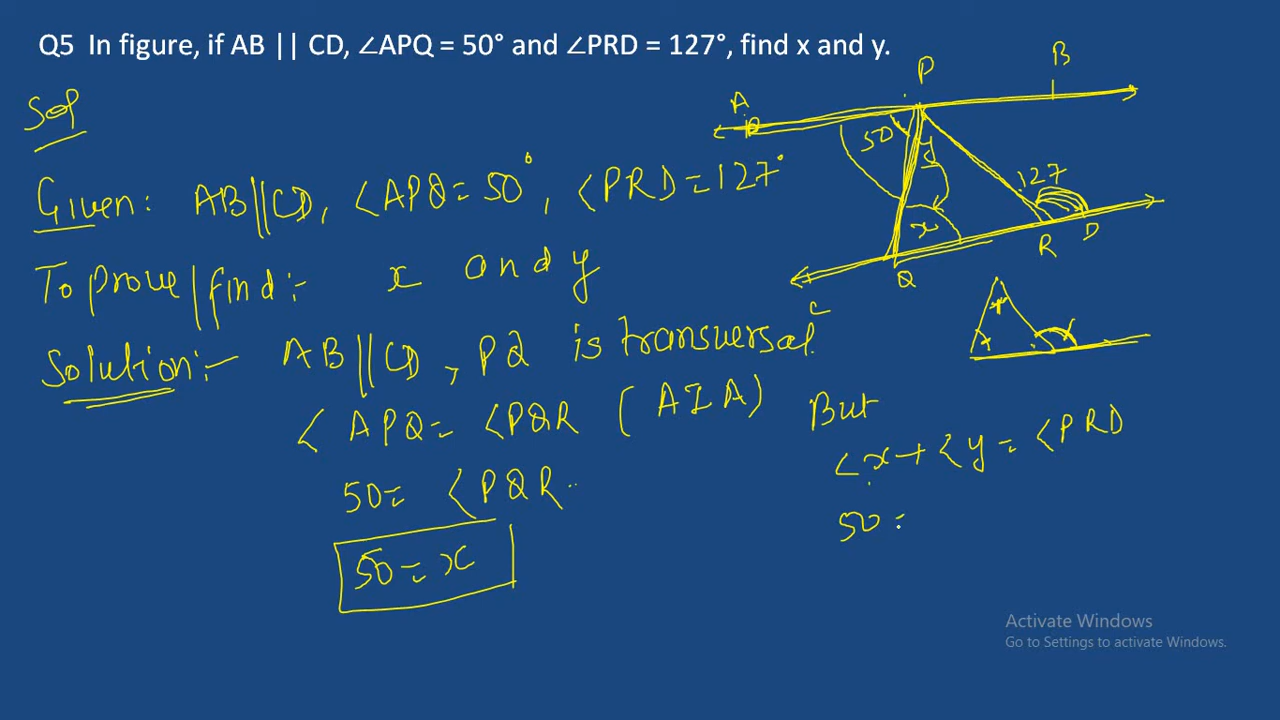 Q5 In figure, if AB || CD, ∠APQ = 50° and ∠PRD = 127°, find x and y.
Sol
Given: AB||CD, ∠APQ = 50°, ∠PRD = 127°
To prove/find:- x and y
Solution:- AB||CD, PQ is transversal
∠APQ = ∠PQR (AIA)
50 = ∠PQR
50 = x
But
∠x + ∠y = ∠PRD
50 =
A
P
B
50
y
127
x
Q
R
D
C
Activate Windows
Go to Settings to activate Windows.